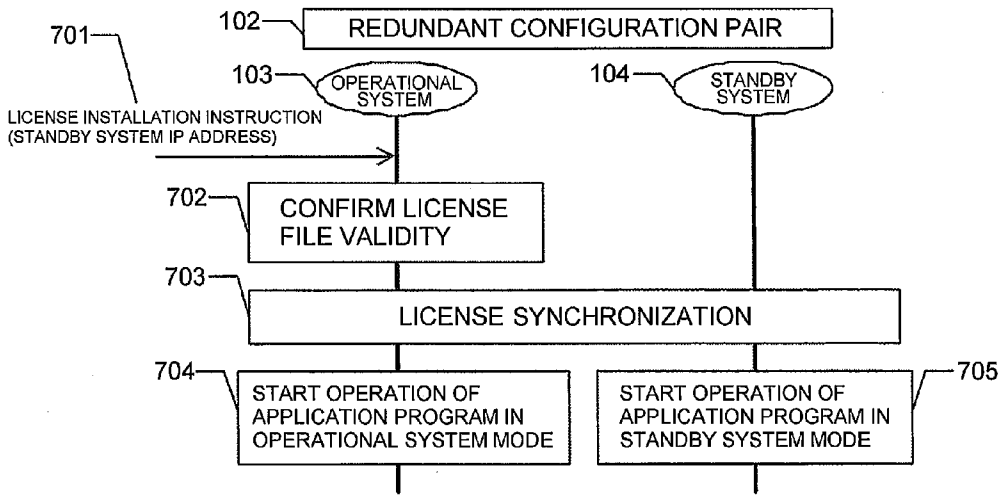 102
REDUNDANT CONFIGURATION PAIR
701
103
OPERATIONAL
SYSTEM
104
STANDBY
SYSTEM
LICENSE INSTALLATION INSTRUCTION
(STANDBY SYSTEM IP ADDRESS)
702
CONFIRM LICENSE
FILE VALIDITY
703
LICENSE SYNCHRONIZATION
704
START OPERATION OF
APPLICATION PROGRAM IN
OPERATIONAL SYSTEM MODE
START OPERATION OF
APPLICATION PROGRAM IN
STANDBY SYSTEM MODE
705